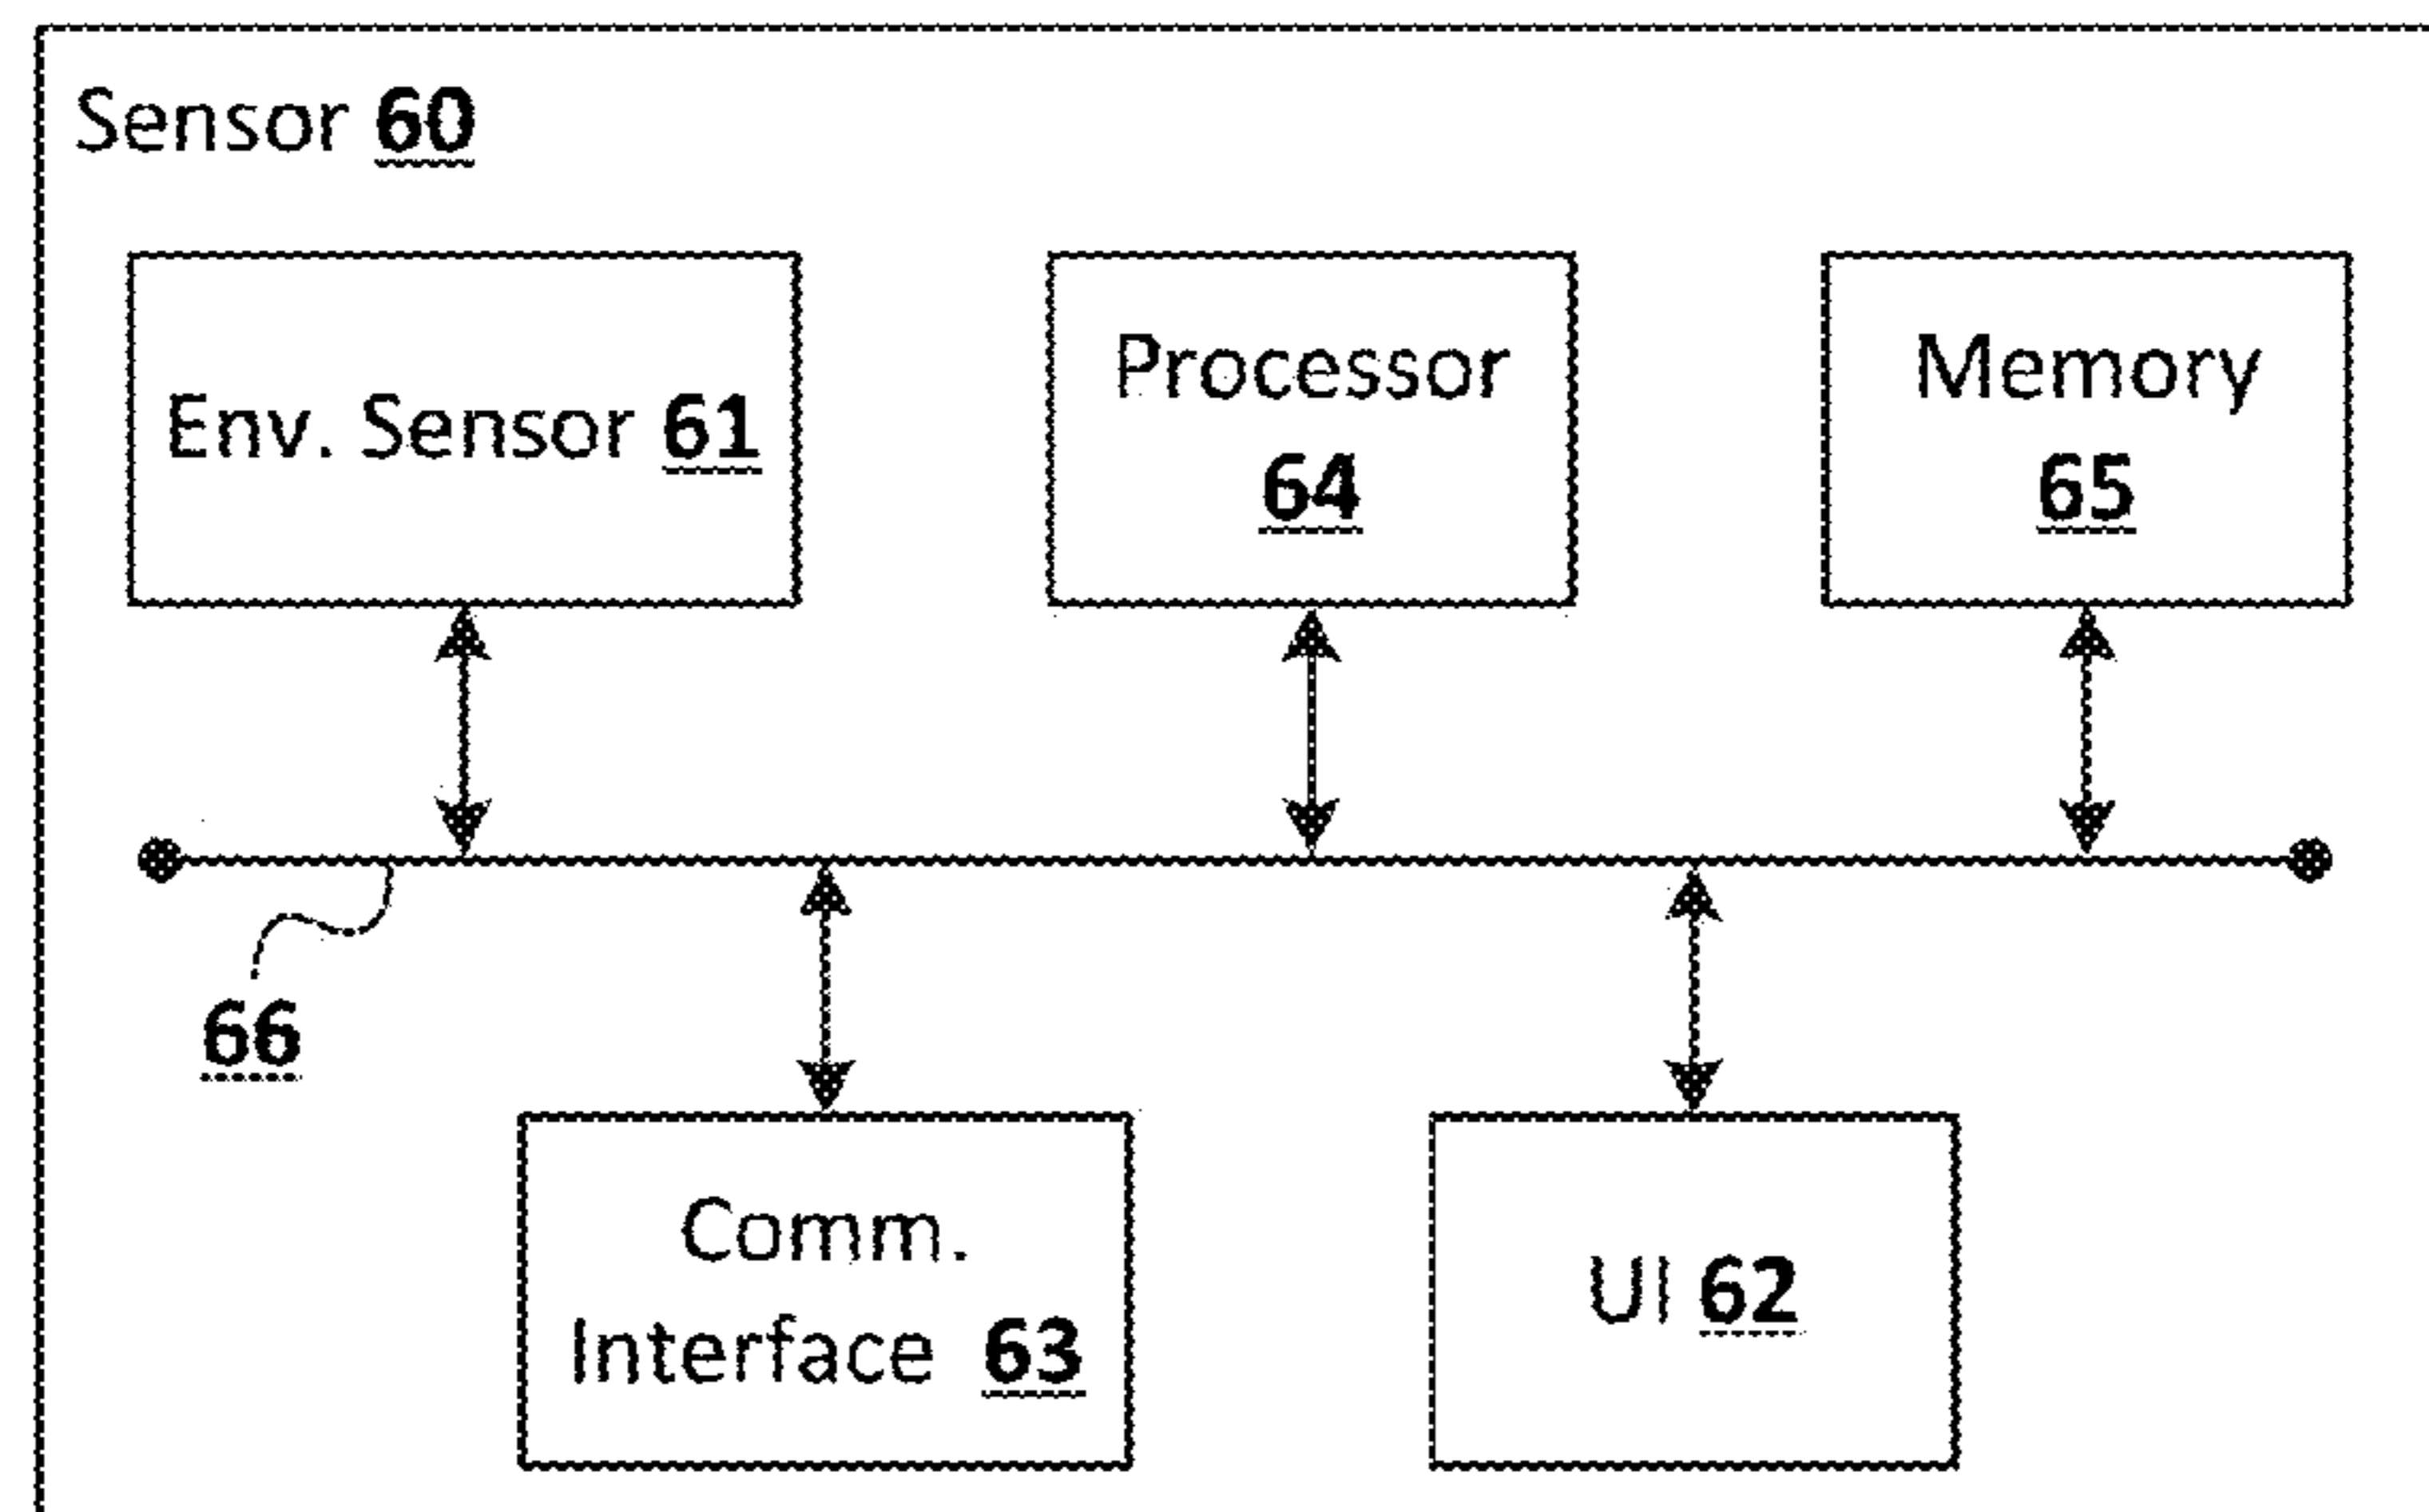 Sensor 60
Env. Sensor 61
Processor
64
Memory
65
66
Comm.
Interface 63
UI 62